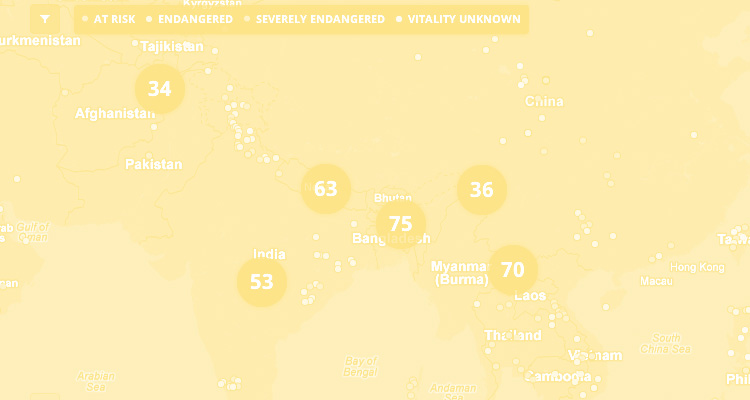 Kyrgyzstan
AT RISK ENDANGERED SEVERELY ENDANGERED VITALITY UNKNOWN
urkmenistan
Tajikistan
34
China
Afghanistan
Pakistan
63
36
Bhutan
75
Bangladesh
Gulf of
Oman
India
53
Myanmar
(Burma)
70
Hong Kong
Macau
Laos
Thailand
Vietnam
South
China Sea
Cambodia
Bay of
Bengal
Arabian
Sea
Andaman
Sea
Phi